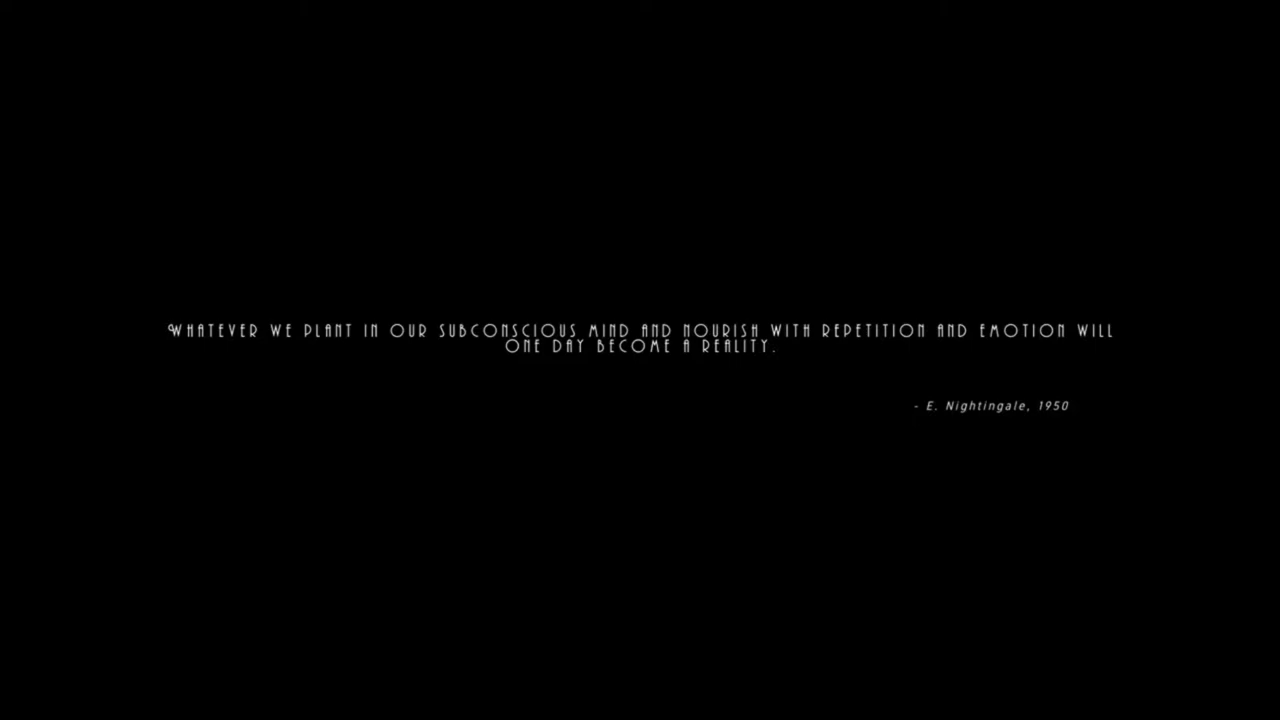 WHATEVER WE PLANT IN OUR SUBCONSCIOUS MIND AND NOURISH WITH REPETITION AND EMOTION WILL
ONE DAY BECOME A REALITY.
- E. Nightingale, 1950